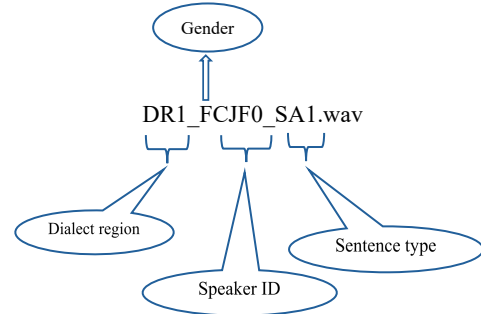 Gender
DR1_FCJF0_SA1.wav
Dialect region
Sentence type
Speaker ID